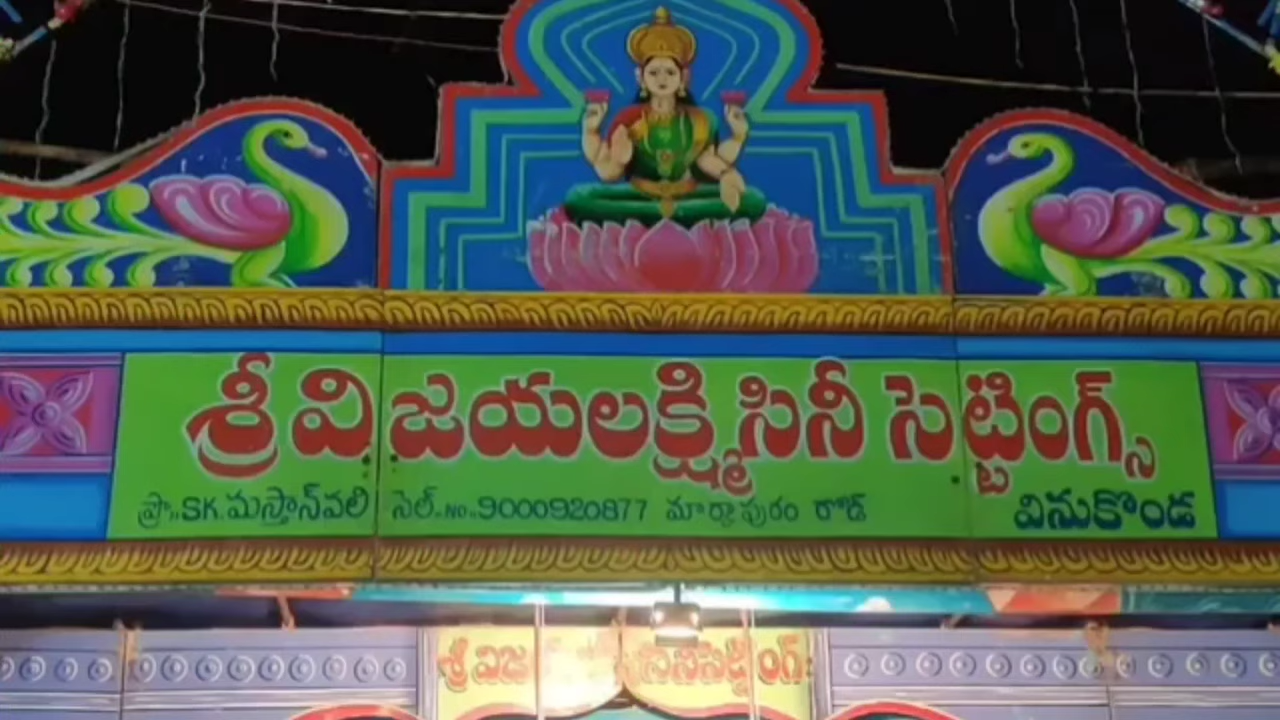 శ్రీ విజయలక్ష్మి సినీ సెట్టింగ్స్
ప్రొ॥ SK. మస్తాన్‌వలి సెల్.. No.. 9000920877 మార్కాపురం రోడ్ వినుకొండ